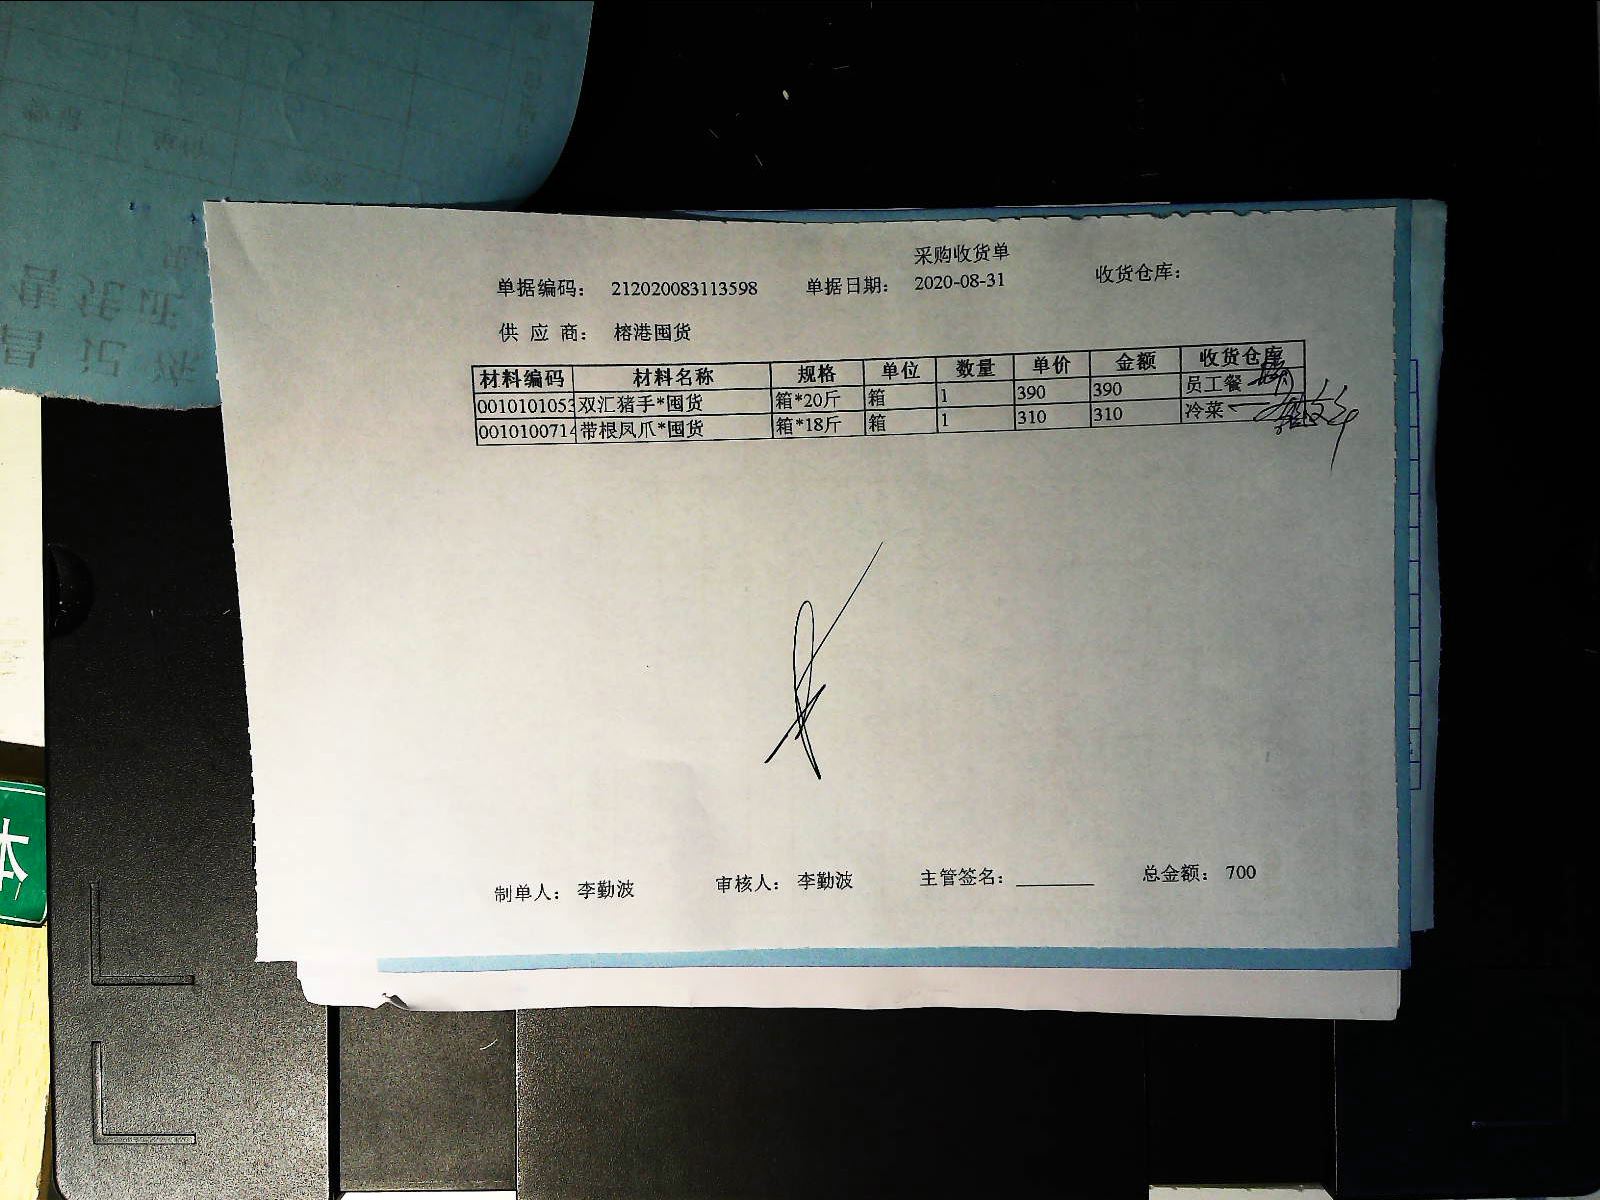 采购收货单
单据编码： 212020083113598 单据日期： 2020-08-31 收货仓库：
供 应 商： 榕港囤货
材料编码 材料名称 规格 单位 数量 单价 金额 收货仓库
0010101053 双汇猪手*囤货 箱*20斤 箱 1 390 390 员工餐
0010100714 带根凤爪*囤货 箱*18斤 箱 1 310 310 冷菜
制单人： 李勤波 审核人： 李勤波 主管签名： 总金额： 700
本